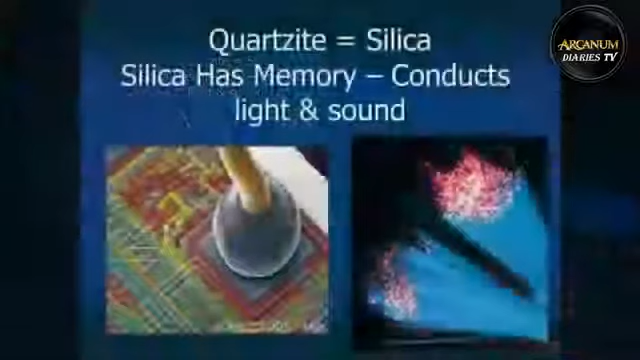 Quartzite = Silica
Silica Has Memory – Conducts
light & sound
ARCANUM
DIARIES TV